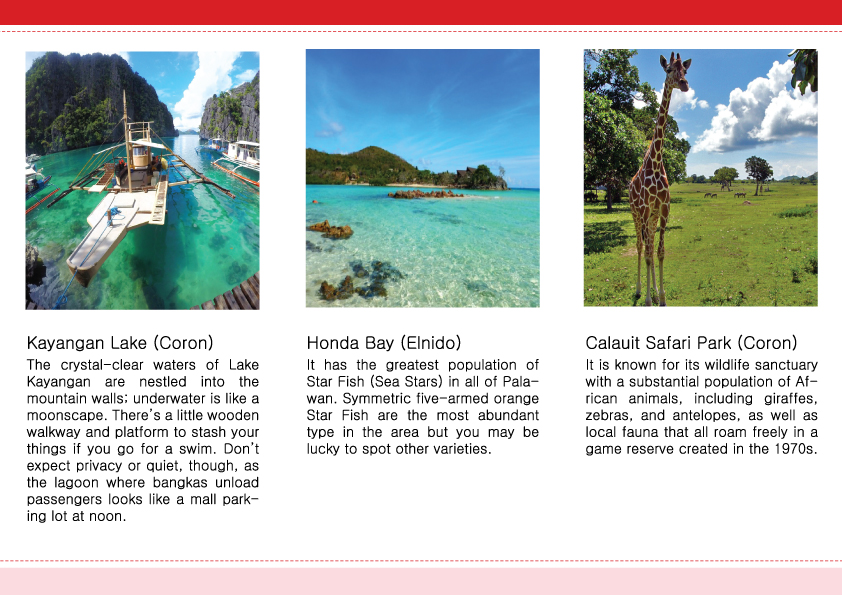 Kayangan Lake (Coron)
The crystal-clear waters of Lake
Kayangan are nestled into the
mountain walls; underwater is like a
moonscape. There's a little wooden
walkway and platform to stash your
things if you go for a swim. Don't
expect privacy or quiet, though, as
the lagoon where bangkas unload
passengers looks like a mall park-
ing lot at noon.
Honda Bay (Elnido)
It has the greatest population of
Star Fish (Sea Stars) in all of Pala-
wan. Symmetric five-armed orange
Star Fish are the most abundant
type in the area but you may be
lucky to spot other varieties.
Calauit Safari Park (Coron)
It is known for its wildlife sanctuary
with a substantial population of Af-
rican animals, including giraffes,
zebras, and antelopes, as well as
local fauna that all roam freely in a
game reserve created in the 1970s.